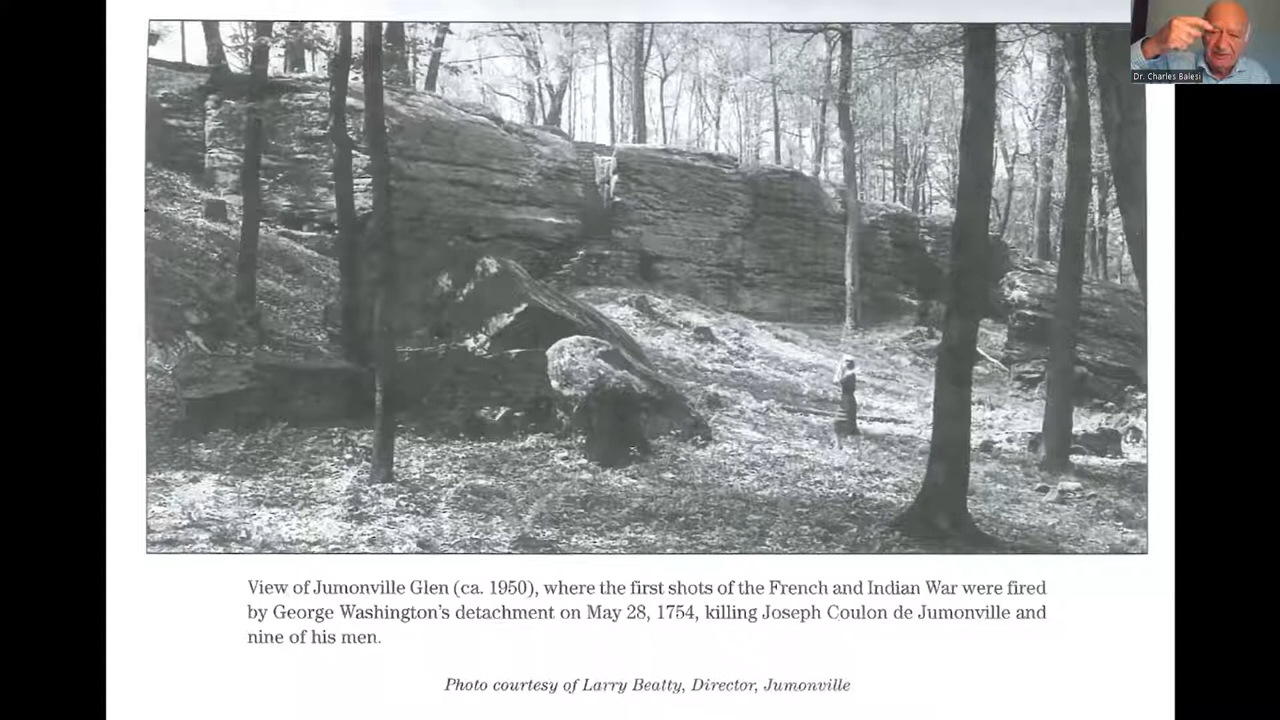 Dr. Charles Balesi
View of Jumonville Glen (ca. 1950), where the first shots of the French and Indian War were fired
by George Washington's detachment on May 28, 1754, killing Joseph Coulon de Jumonville and
nine of his men.
Photo courtesy of Larry Beatty, Director, Jumonville